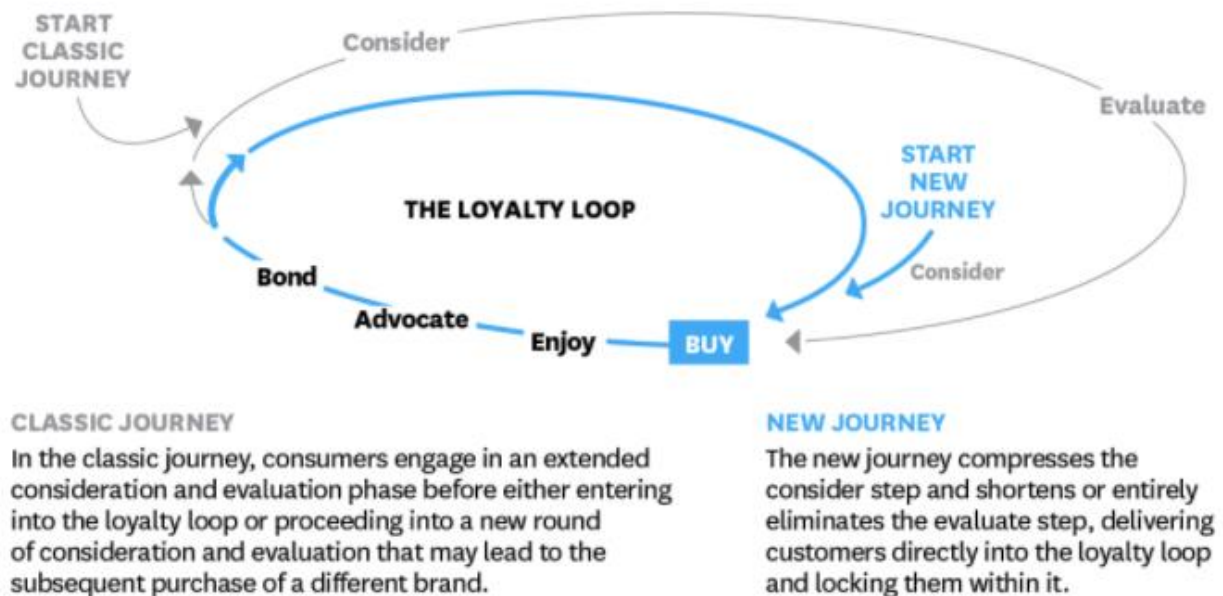 START
CLASSIC
JOURNEY
Consider
Evaluate
START
NEW
JOURNEY
THE LOYALTY LOOP
Consider
Bond
Advocate
Enjoy
BUY
CLASSIC JOURNEY
In the classic journey, consumers engage in an extended
consideration and evaluation phase before either entering
into the loyalty loop or proceeding into a new round
of consideration and evaluation that may lead to the
subsequent purchase of a different brand.
NEW JOURNEY
The new journey compresses the
consider step and shortens or entirely
eliminates the evaluate step, delivering
customers directly into the loyalty loop
and locking them within it.